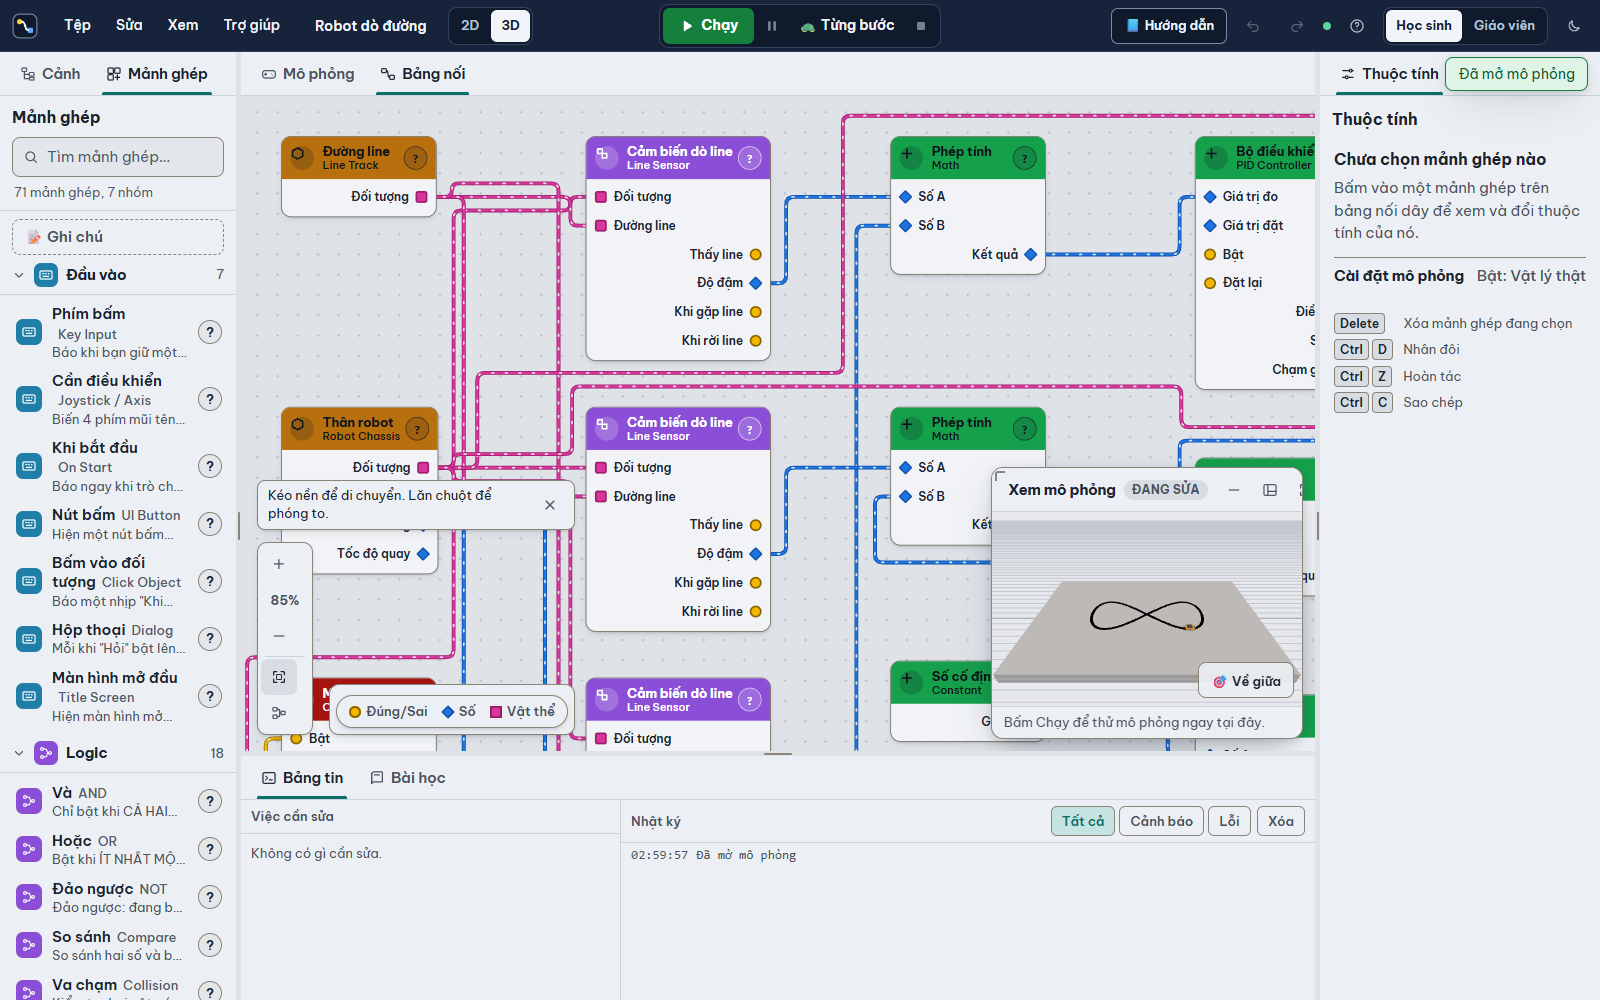 Tệp Sửa Xem Trợ giúp Robot dò đường 2D 3D Chạy Từng bước Hướng dẫn Học sinh Giáo viên
Cảnh Mảnh ghép
Mảnh ghép
Tìm mảnh ghép...
71 mảnh ghép, 7 nhóm
Ghi chú
Đầu vào 7
Phím bấm
Key Input
Báo khi bạn giữ một...
?
Cần điều khiển
Joystick / Axis
Biến 4 phím mũi tên...
?
Khi bắt đầu
On Start
Báo ngay khi trò ch...
?
Nút bấm UI Button
Hiện một nút bấm...
?
Bấm vào đối
tượng Click Object
Báo một nhịp "Khi...
?
Hộp thoại Dialog
Mỗi khi "Hỏi" bật lên...
?
Màn hình mở đầu
Title Screen
Hiện màn hình mở...
?
Logic 18
Và AND
Chỉ bật khi CẢ HAI...
?
Hoặc OR
Bật khi ÍT NHẤT MỘ...
?
Đảo ngược NOT
Đảo ngược: đang b...
?
So sánh Compare
So sánh hai số và b...
?
Va chạm Collision
?
Mô phỏng Bảng nối
Đường line
Line Track
?
Đối tượng
Cảm biến dò line
Line Sensor
?
Đối tượng
Đường line
Thấy line
Độ đậm
Khi gặp line
Khi rời line
Phép tính
Math
?
Số A
Số B
Kết quả
Bộ điều khiể
PID Controller
Giá trị đo
Giá trị đặt
Bật
Đặt lại
Điề
S
Chạm g
Thân robot
Robot Chassis
?
Đối tượng
Tốc độ quay
Cảm biến dò line
Line Sensor
?
Đối tượng
Đường line
Thấy line
Độ đậm
Khi gặp line
Khi rời line
Phép tính
Math
?
Số A
Số B
Kết
Kéo nền để di chuyển. Lăn chuột để
phóng to.
85%
Đúng/Sai Số Vật thể
Bật
Cảm biến dò line
Line Sensor
?
Đối tượng
Số cố địn
Constant
G
Xem mô phỏng ĐANG SỬA
Về giữa
Bấm Chạy để thử mô phỏng ngay tại đây.
Bảng tin Bài học
Việc cần sửa
Không có gì cần sửa.
Nhật ký Tất cả Cảnh báo Lỗi Xóa
02:59:57 Đã mở mô phỏng
Thuộc tính
Đã mở mô phỏng
Thuộc tính
Chưa chọn mảnh ghép nào
Bấm vào một mảnh ghép trên
bảng nối dây để xem và đổi thuộc
tính của nó.
Cài đặt mô phỏng Bật: Vật lý thật
Delete Xóa mảnh ghép đang chọn
Ctrl D Nhân đôi
Ctrl Z Hoàn tác
Ctrl C Sao chép